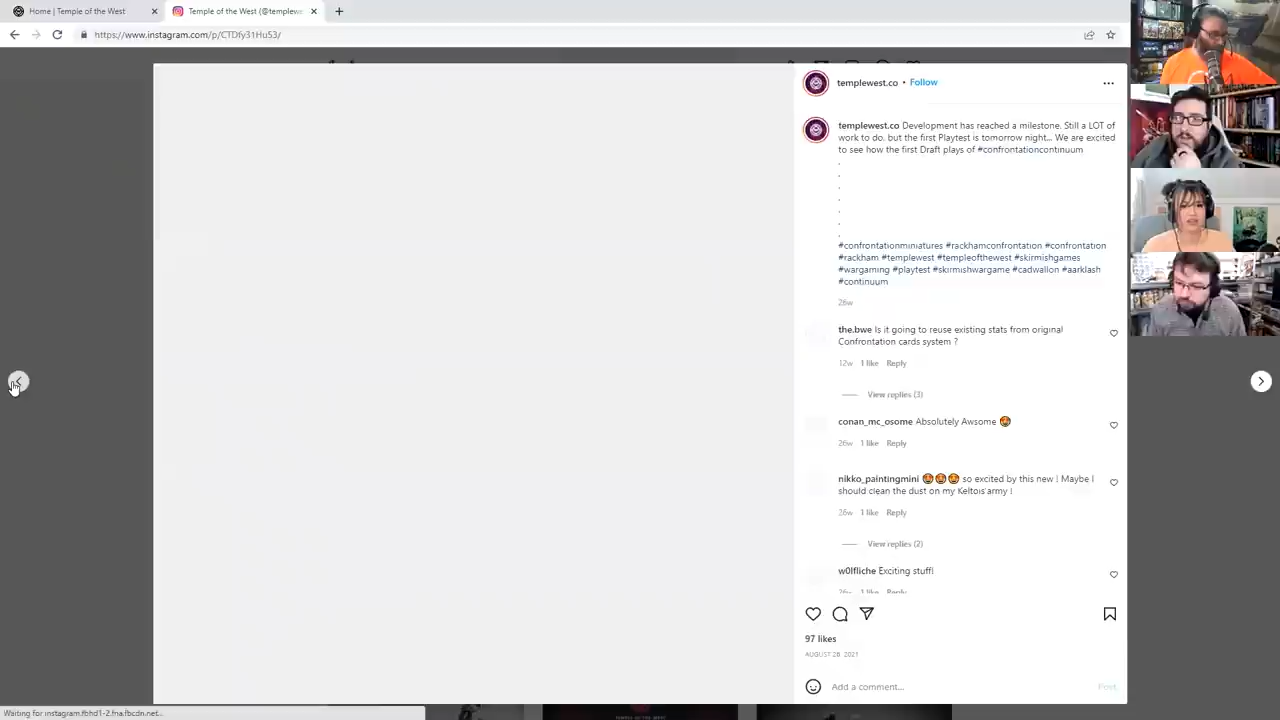 Home | Temple of the West
Temple of the West (@templewe
https://www.instagram.com/p/CTDfy31Hu53/
templewest.co • Follow
templewest.co Development has reached a milestone. Still a LOT of
work to do, but the first Playtest is tomorrow night... We are excited
to see how the first Draft plays of #confrontationcontinuum
.
.
.
.
.
.
.
#confrontationminiatures #rackhamconfrontation #confrontation
#rackham #templewest #templeofthewest #skirmishgames
#wargaming #playtest #skirmishwargame #cadwallon #aarklash
#continuum
26w
the.bwe Is it going to reuse existing stats from original
Confrontation cards system ?
12w 1 like Reply
View replies (3)
conan_mc_osome Absolutely Awsome 🤩
26w 1 like Reply
nikko_paintingmini 🤩🤩🤩 so excited by this new ! Maybe I
should clean the dust on my Keltois'army !
26w 1 like Reply
View replies (2)
w0lfliche Exciting stuff!
26w 1 like Reply
97 likes
AUGUST 28, 2021
Add a comment...
Post
Waiting for instagram.fbhd1-2.fna.fbcdn.net...